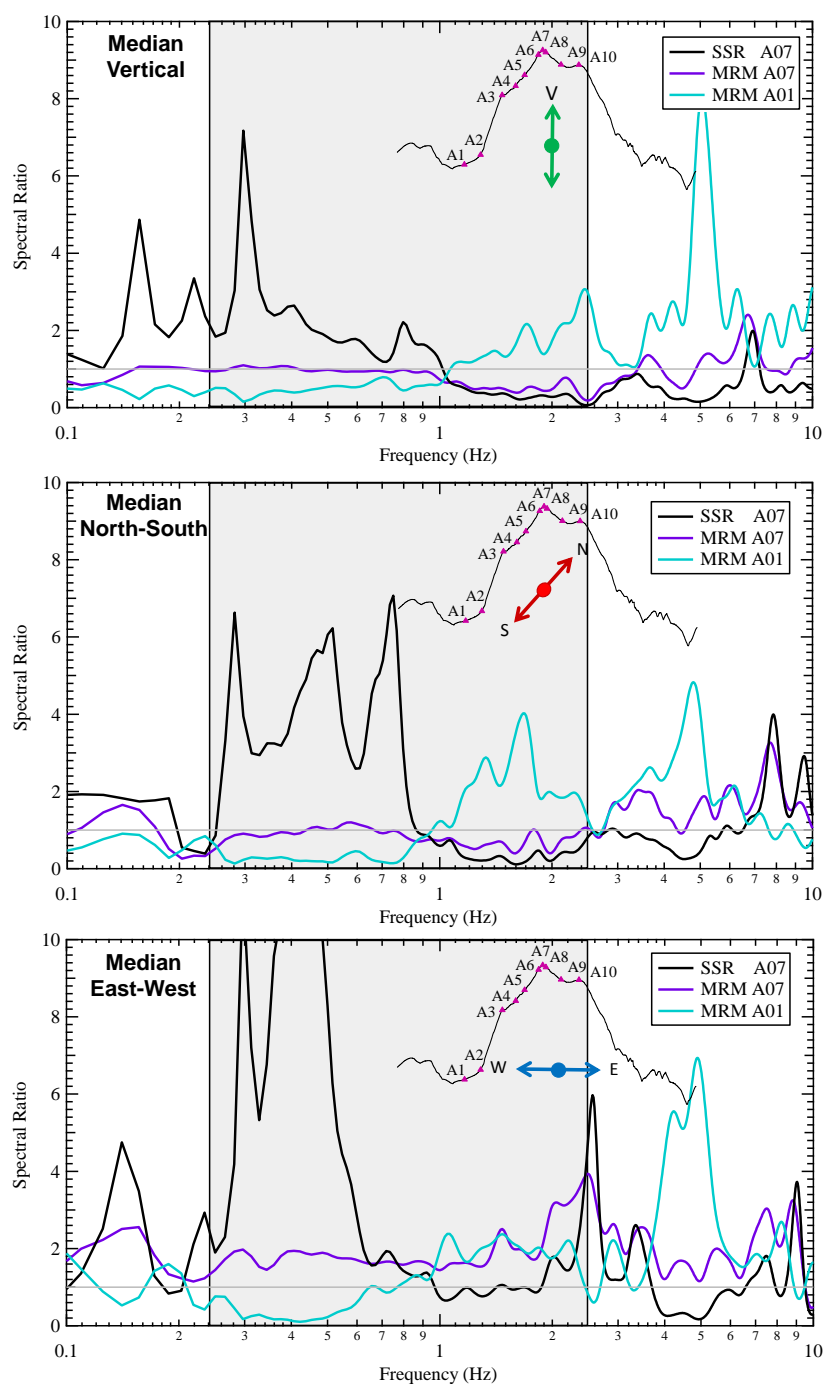 Median
Vertical
SSR A07
MRM A07
MRM A01
A1 A2 A3 A4 A5 A6 A7 A8 A9 A10
V
Spectral Ratio
10
8
6
4
2
0
0.1 2 3 4 5 6 7 8 9 1 2 3 4 5 6 7 8 9 10
Frequency (Hz)
Median
North-South
SSR A07
MRM A07
MRM A01
A1 A2 A3 A4 A5 A6 A7 A8 A9 A10
N
S
Spectral Ratio
10
8
6
4
2
0
0.1 2 3 4 5 6 7 8 9 1 2 3 4 5 6 7 8 9 10
Frequency (Hz)
Median
East-West
SSR A07
MRM A07
MRM A01
A1 A2 A3 A4 A5 A6 A7 A8 A9 A10
W E
Spectral Ratio
10
8
6
4
2
0
0.1 2 3 4 5 6 7 8 9 1 2 3 4 5 6 7 8 9 10
Frequency (Hz)